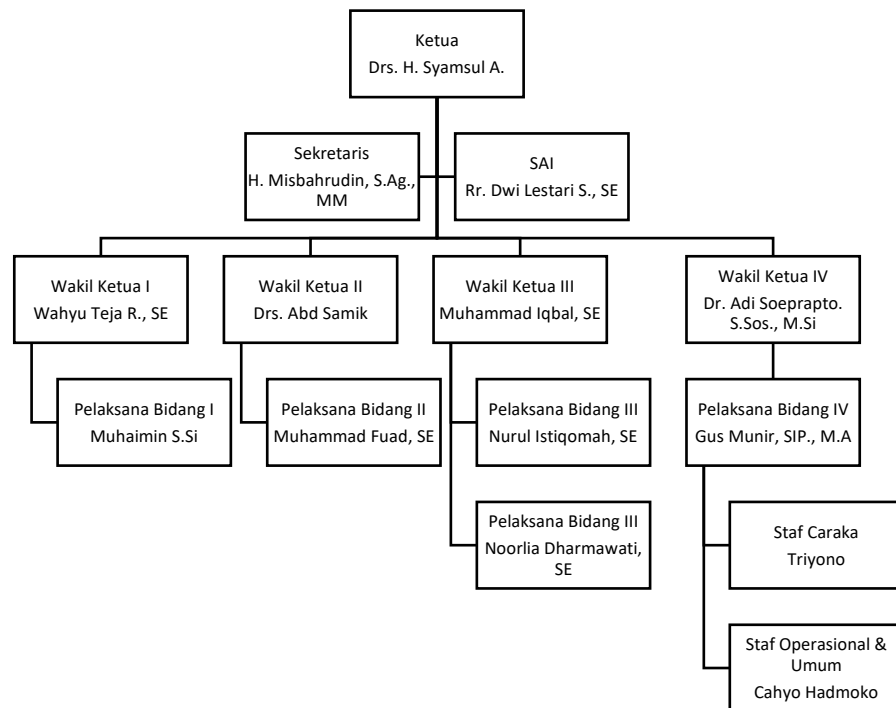 Ketua
Drs. H. Syamsul A.
Sekretaris
H. Misbahrudin, S.Ag.,
MM
SAI
Rr. Dwi Lestari S., SE
Wakil Ketua I
Wahyu Teja R., SE
Wakil Ketua II
Drs. Abd Samik
Wakil Ketua III
Muhammad Iqbal, SE
Wakil Ketua IV
Dr. Adi Soeprapto.
S.Sos., M.Si
Pelaksana Bidang I
Muhaimin S.Si
Pelaksana Bidang II
Muhammad Fuad, SE
Pelaksana Bidang III
Nurul Istiqomah, SE
Pelaksana Bidang IV
Gus Munir, SIP., M.A
Pelaksana Bidang III
Noorlia Dharmawati,
SE
Staf Caraka
Triyono
Staf Operasional &
Umum
Cahyo Hadmoko